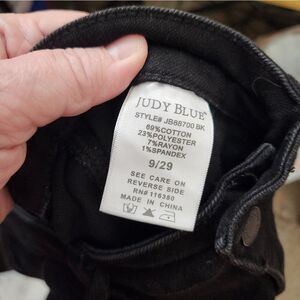 JUDY BLUE®
STYLE# JB88700 BK
69%COTTON
23%POLYESTER
7%RAYON
1%SPANDEX
9/29
SEE CARE ON
REVERSE SIDE
RN# 116380
MADE IN CHINA